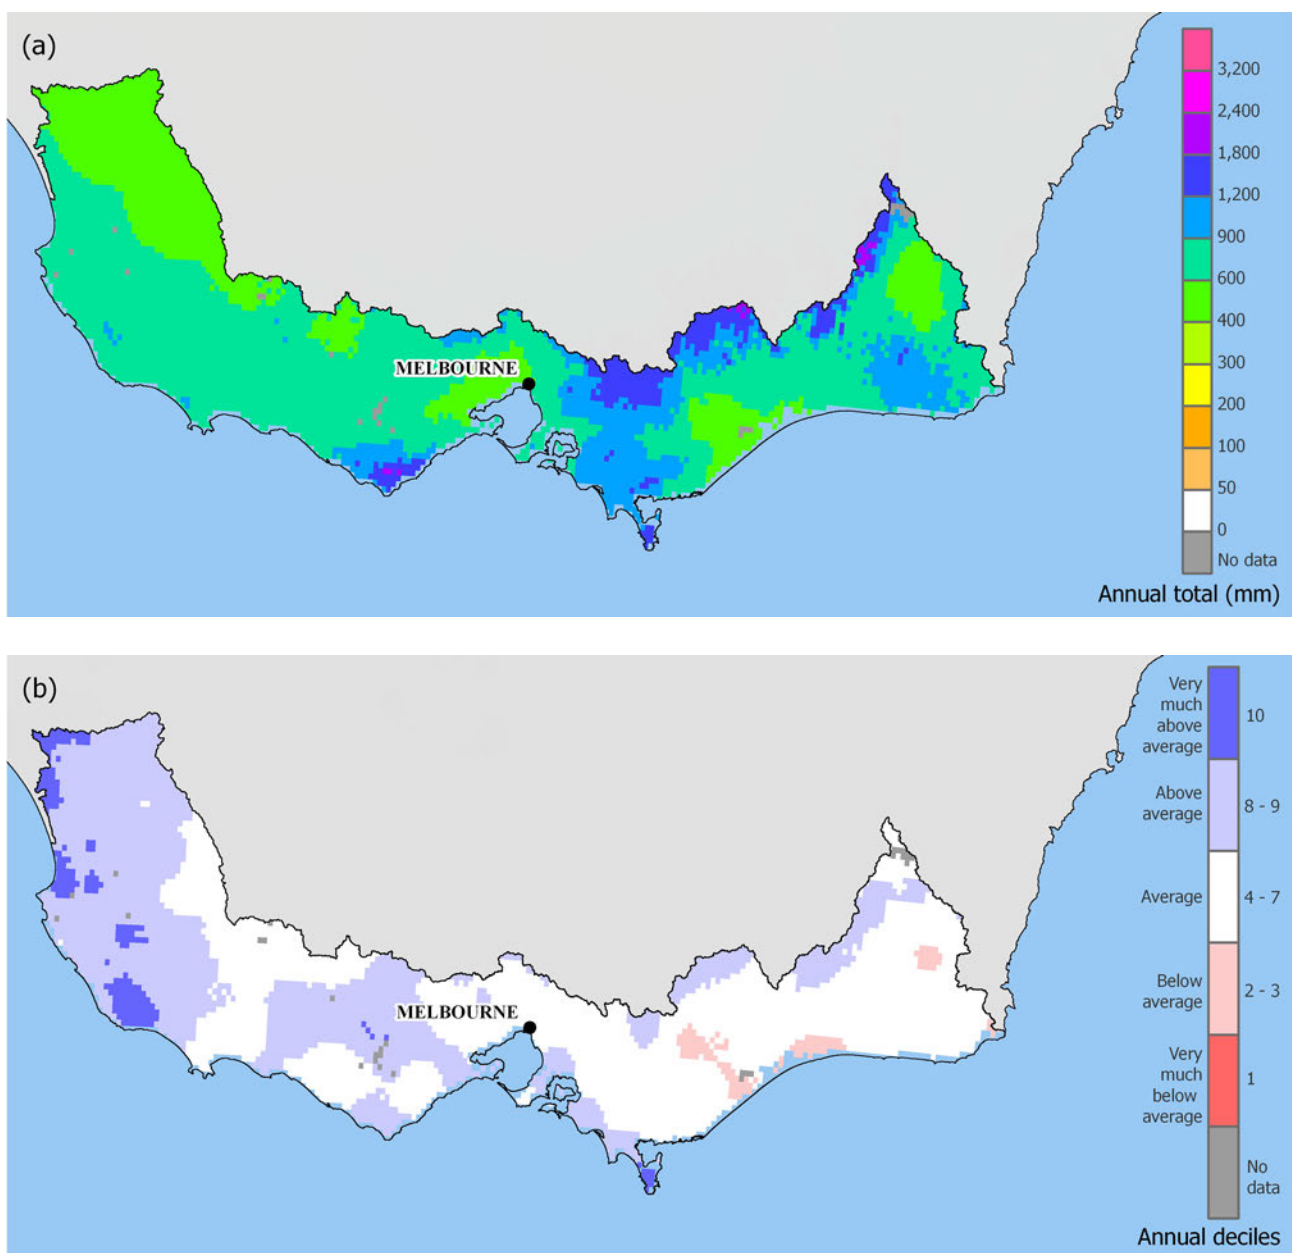 (a)
MELBOURNE
3,200
2,400
1,800
1,200
900
600
400
300
200
100
50
0
No data
Annual total (mm)
(b)
MELBOURNE
Very
much
above
average
10
Above
average
8 - 9
Average
4 - 7
Below
average
2 - 3
Very
much
below
average
1
No
data
Annual deciles